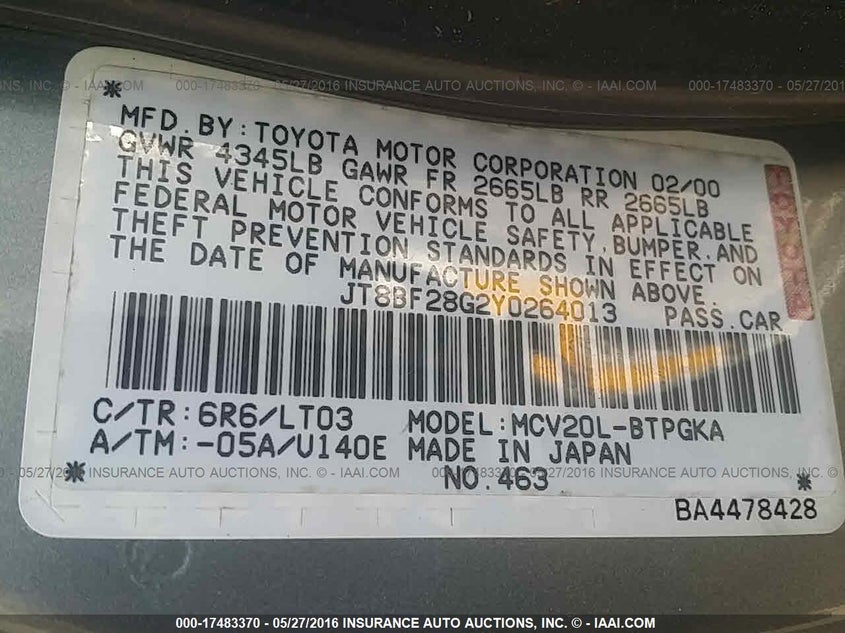 000-17483370 - 05/27/2016 INSURANCE AUTO AUCTIONS, INC. - IAAI.COM
MFD.BY:TOYOTA MOTOR CORPORATION 02/00
GVWR 4345LB GAWR FR 2665LB RR 2665LB
THIS VEHICLE CONFORMS TO ALL APPLICABLE
FEDERAL MOTOR VEHICLE SAFETY,BUMPER,AND
THEFT PREVENTION STANDARDS IN EFFECT ON
THE DATE OF MANUFACTURE SHOWN ABOVE.
TOYOTA
JT8BF28G2Y0264013 PASS.CAR
C/TR:6R6/LT03 MODEL:MCV20L-BTPGKA
A/TM:-05A/U140E MADE IN JAPAN
NO.463
BA4478428
000-17483370 - 05/27/2016 INSURANCE AUTO AUCTIONS, INC. - IAAI.COM